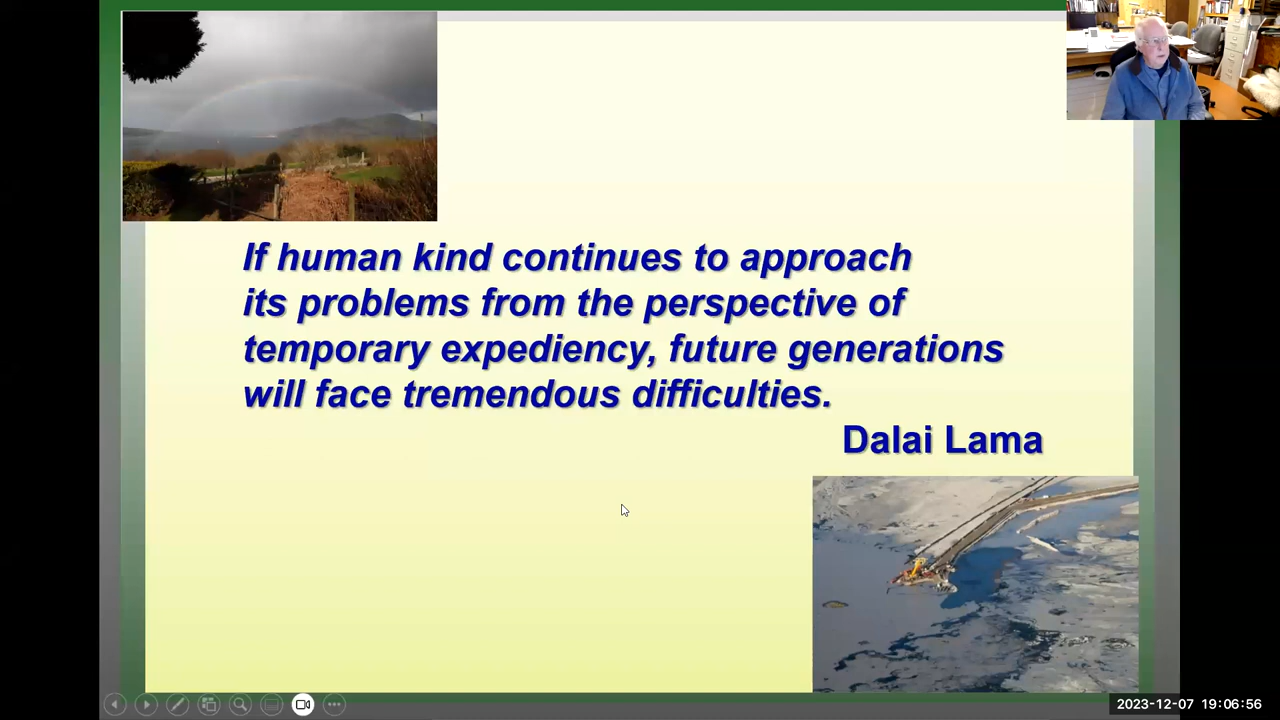 If human kind continues to approach
its problems from the perspective of
temporary expediency, future generations
will face tremendous difficulties.
Dalai Lama
2023-12-07 19:06:56